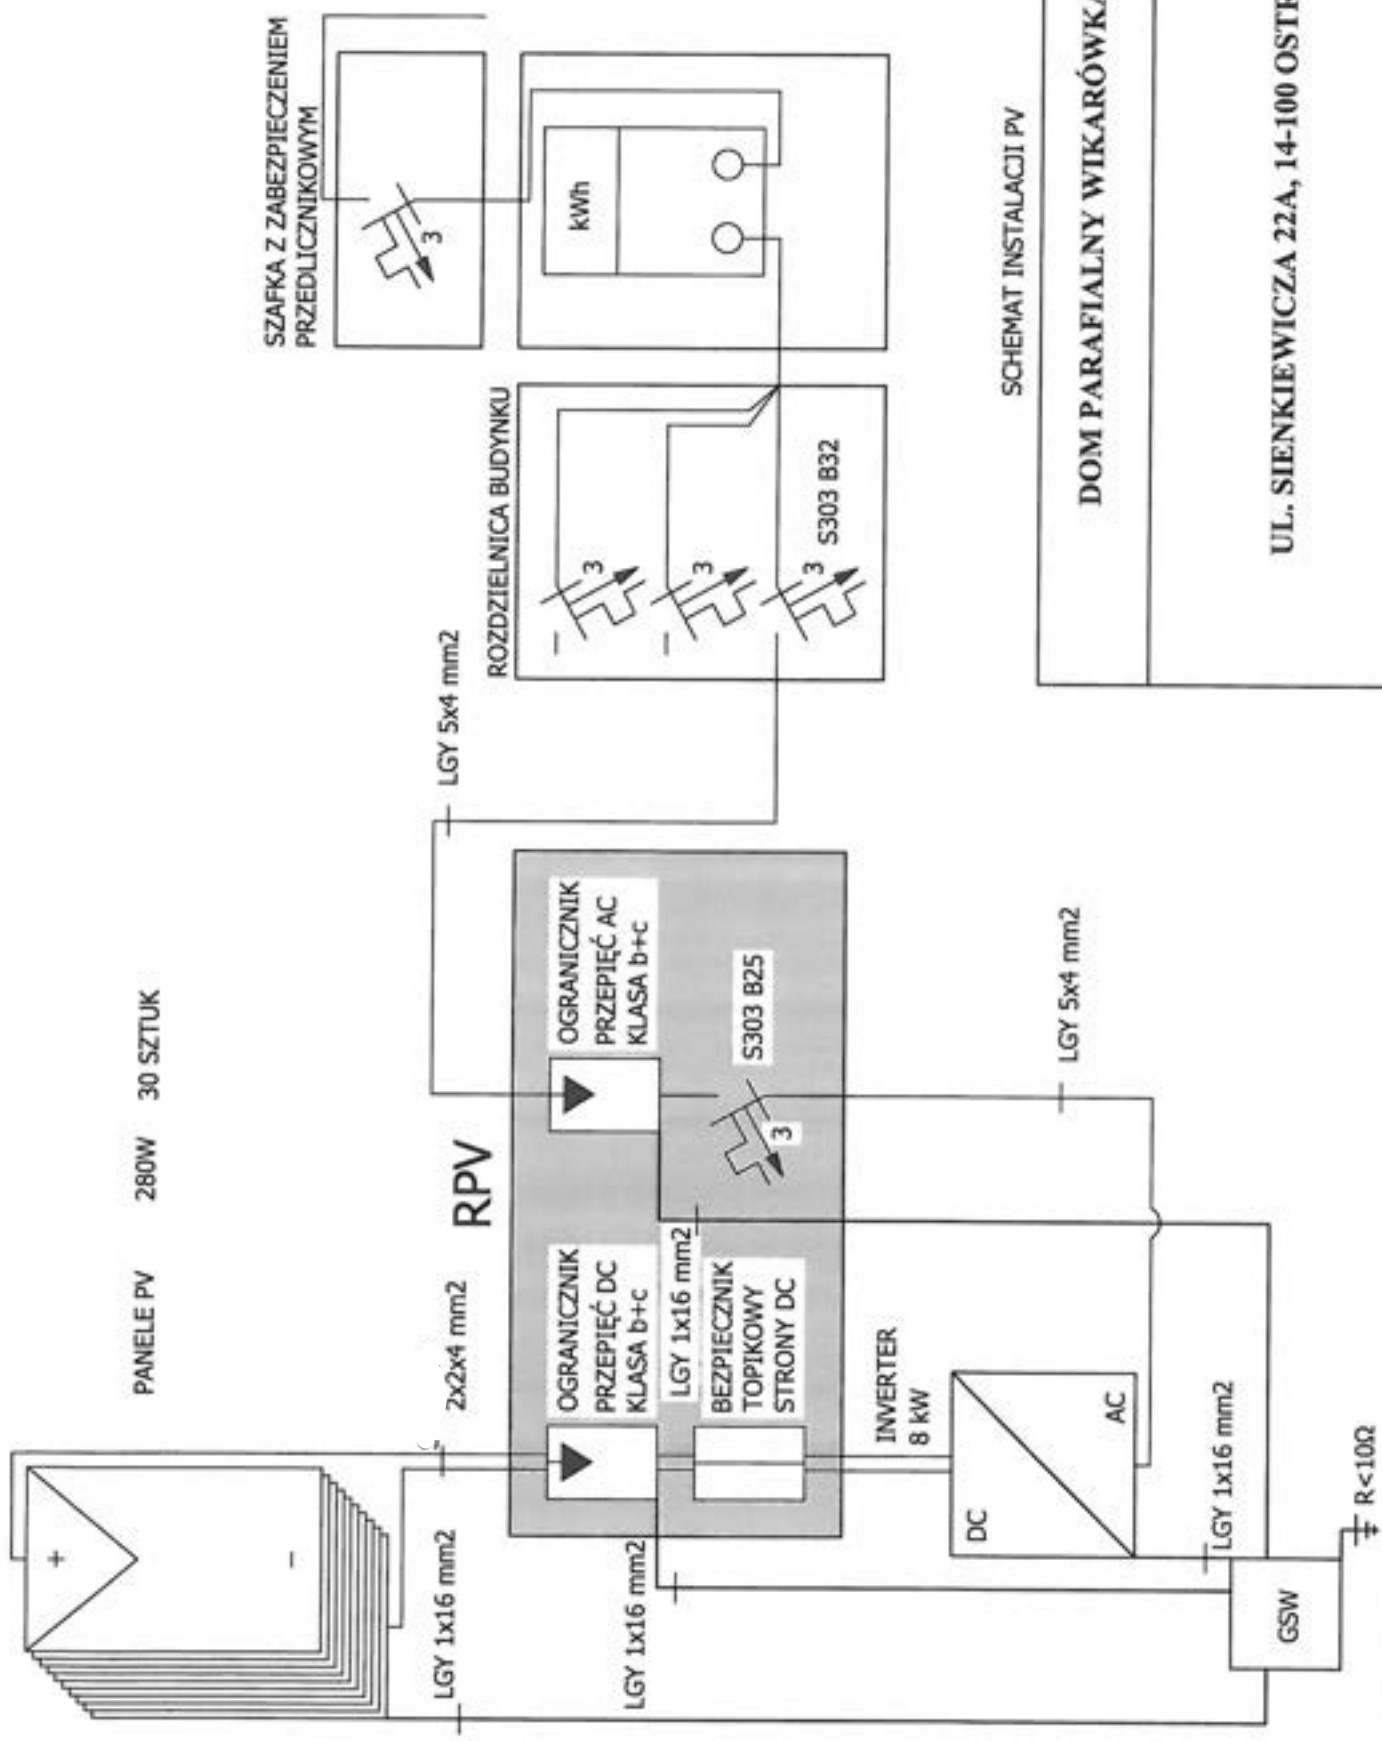 PANELE PV 280W 30 SZTUK
+
-
LGY 1x16 mm2
2x2x4 mm2
RPV
LGY 5x4 mm2
SZAFKA Z ZABEZPIECZENIEM
PRZEDLICZNIKOWYM
3
kWh
ROZDZIELNICA BUDYNKU
3
3
3
S303 B32
OGRANICZNIK
PRZEPIĘĆ DC
KLASA b+c
OGRANICZNIK
PRZEPIĘĆ AC
KLASA b+c
LGY 1x16 mm2
LGY 1x16 mm2
BEZPIECZNIK
TOPIKOWY
STRONY DC
S303 B25
3
INVERTER
8 kW
DC
AC
LGY 5x4 mm2
LGY 1x16 mm2
GSW
R<10Ω
SCHEMAT INSTALACJI PV
DOM PARAFIALNY WIKARÓWKA
UL. SIENKIEWICZA 22A, 14-100